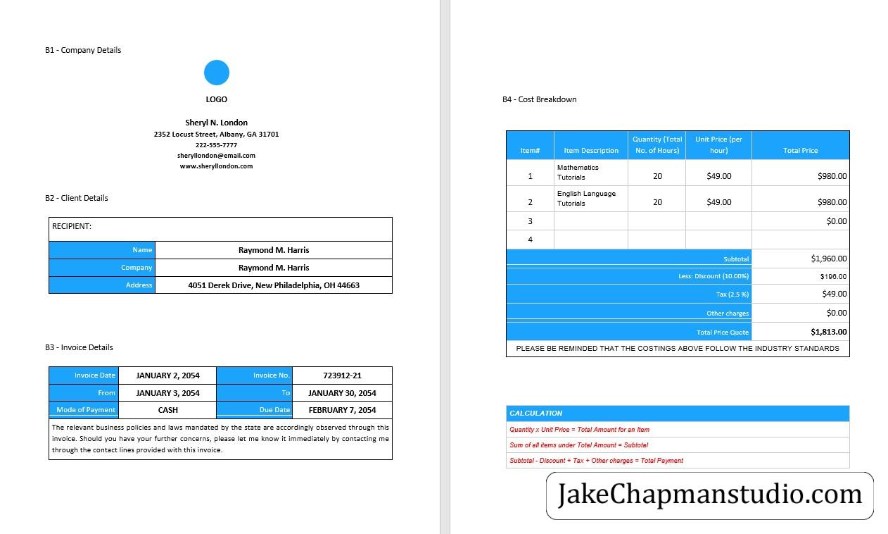 B1 - Company Details
LOGO
Sheryl N. London
2352 Locust Street, Albany, GA 31701
222-555-7777
sheryllondon@email.com
www.sheryllondon.com
B2 - Client Details
RECIPIENT:
Name Raymond M. Harris
Company Raymond M. Harris
Address 4051 Derek Drive, New Philadelphia, OH 44663
B3 - Invoice Details
Invoice Date JANUARY 2, 2054 Invoice No. 723912-21
From JANUARY 3, 2054 To JANUARY 30, 2054
Mode of Payment CASH Due Date FEBRUARY 7, 2054
The relevant business policies and laws mandated by the state are accordingly observed through this
invoice. Should you have your further concerns, please let me know it immediately by contacting me
through the contact lines provided with this invoice.
B4 - Cost Breakdown
Item# Item Description Quantity (Total No. of Hours) Unit Price (per hour) Total Price
1 Mathematics Tutorials 20 $49.00 $980.00
2 English Language Tutorials 20 $49.00 $980.00
3 $0.00
4
Subtotal $1,960.00
Less: Discount (10.00%) $196.00
Tax (2.5 %) $49.00
Other charges $0.00
Total Price Quote $1,813.00
PLEASE BE REMINDED THAT THE COSTINGS ABOVE FOLLOW THE INDUSTRY STANDARDS
CALCULATION
Quantity x Unit Price = Total Amount for an Item
Sum of all items under Total Amount = Subtotal
Subtotal - Discount + Tax + Other charges = Total Payment
JakeChapmanstudio.com